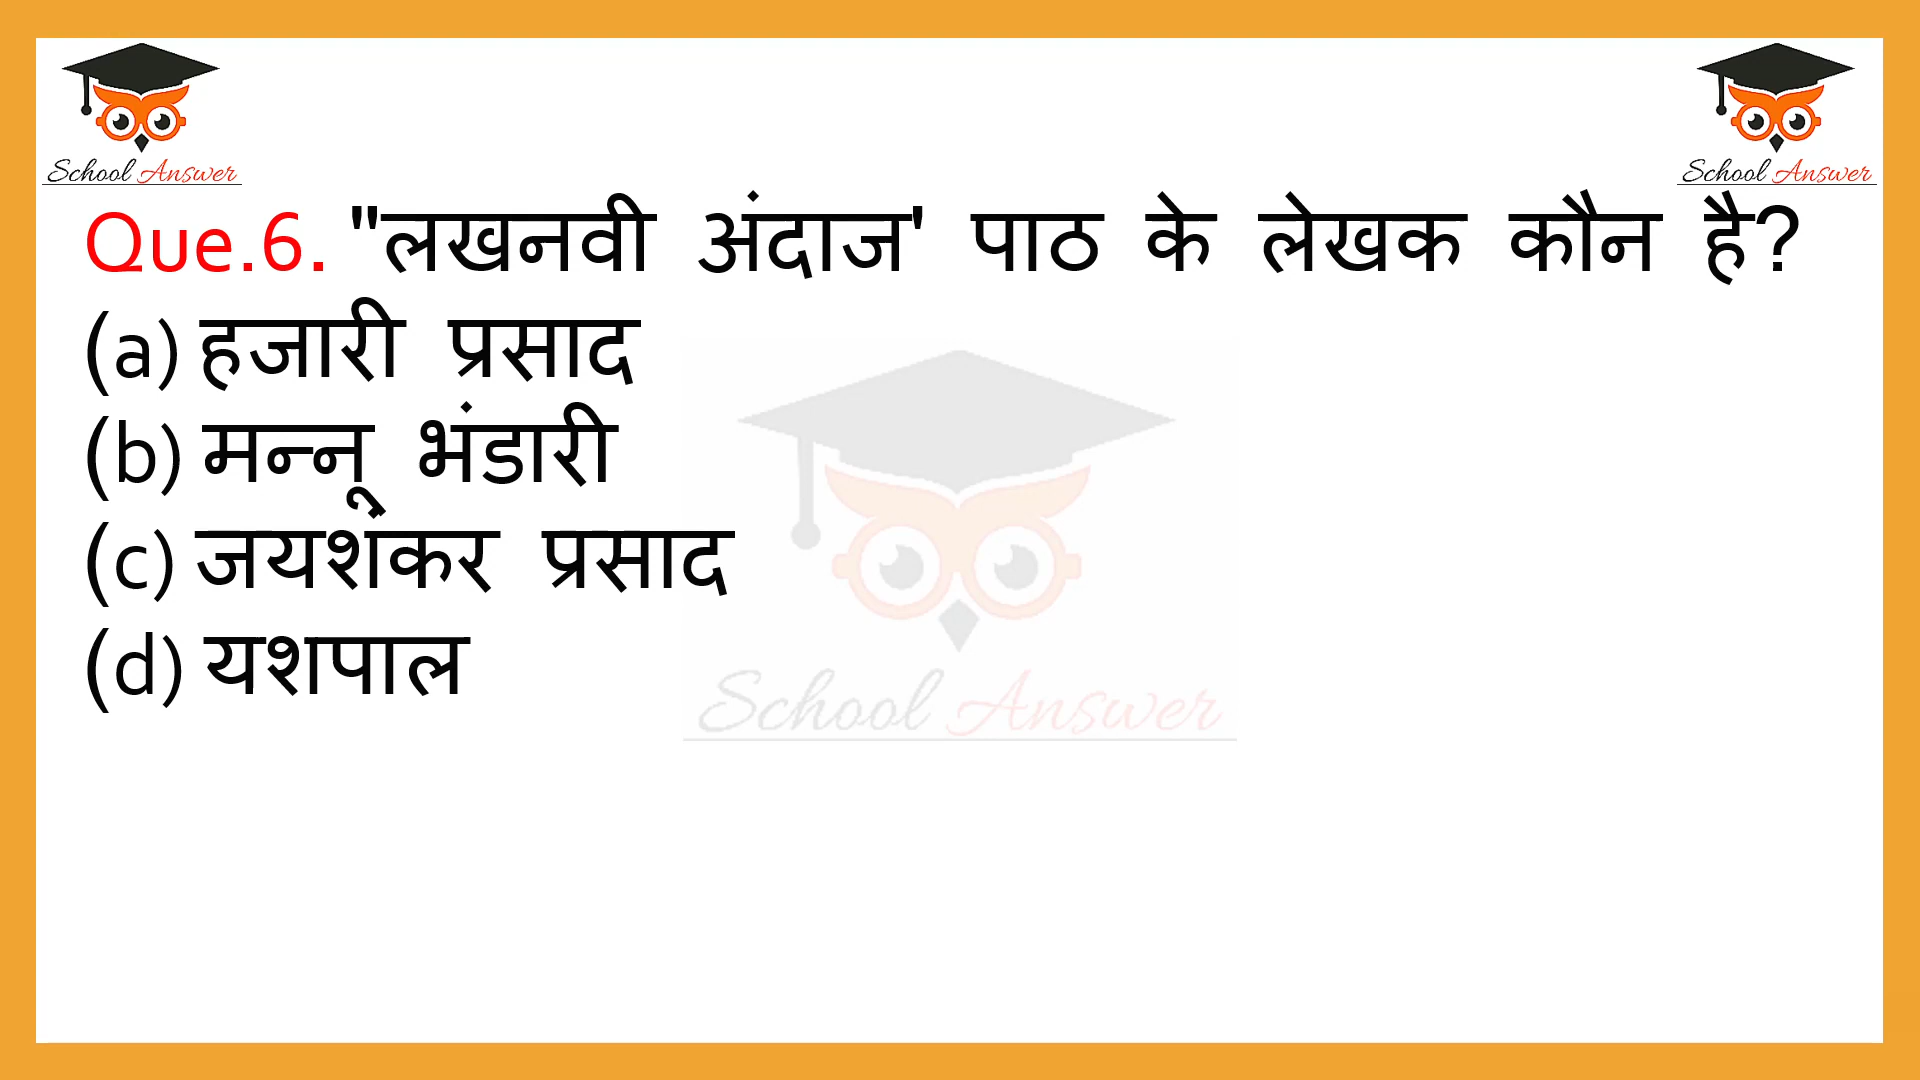 School Answer
School Answer
Que.6. "लखनवी अंदाज' पाठ के लेखक कौन है?
(a) हजारी प्रसाद
(b) मन्नू भंडारी
(c) जयशंकर प्रसाद
(d) यशपाल
School Answer